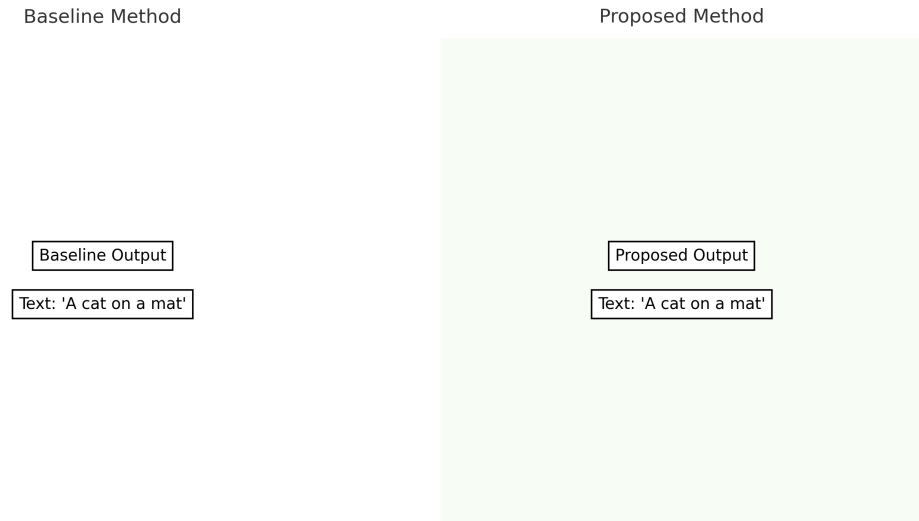 Baseline Method
Baseline Output
Text: 'A cat on a mat'
Proposed Method
Proposed Output
Text: 'A cat on a mat'